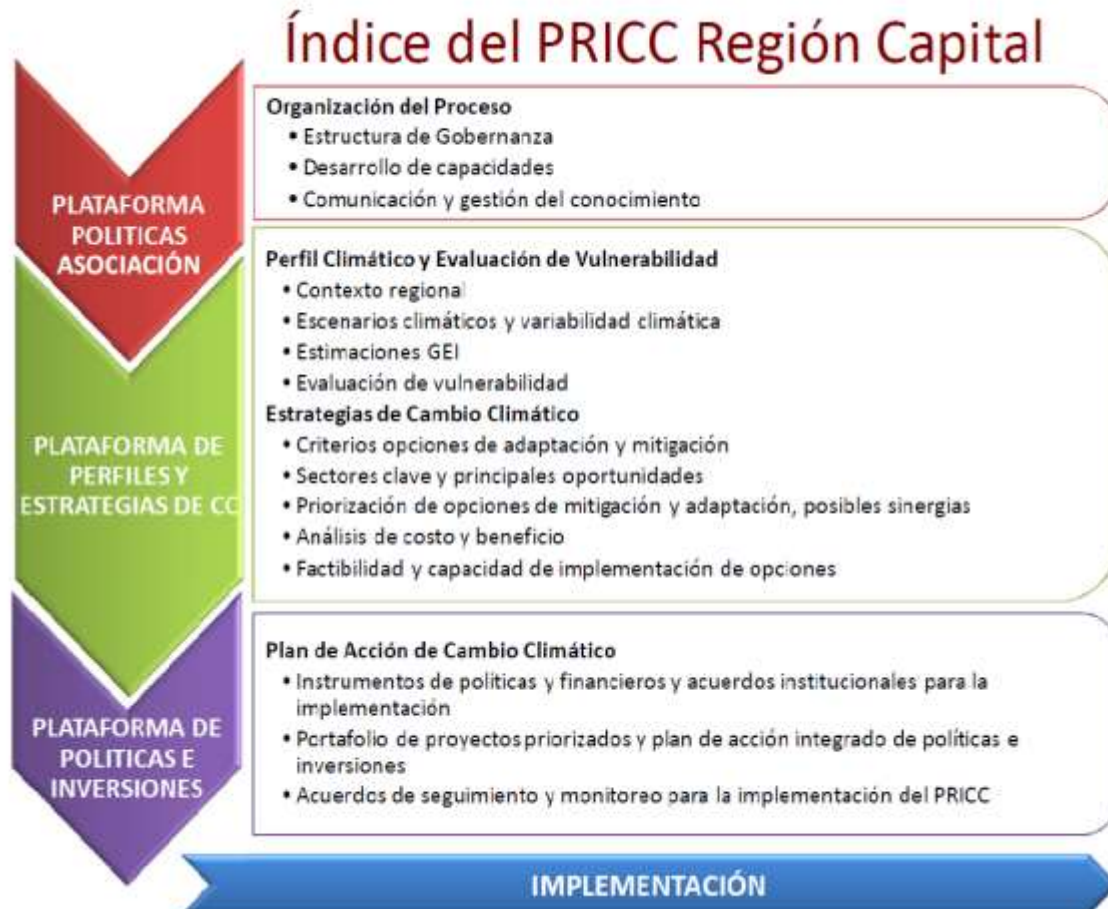 Índice del PRICC Región Capital
PLATAFORMA
POLITICAS
ASOCIACIÓN
Organización del Proceso
• Estructura de Gobernanza
• Desarrollo de capacidades
• Comunicación y gestión del conocimiento
PLATAFORMA DE
PERFILES Y
ESTRATEGIAS DE CC
Perfil Climático y Evaluación de Vulnerabilidad
• Contexto regional
• Escenarios climáticos y variabilidad climática
• Estimaciones GEI
• Evaluación de vulnerabilidad
Estrategias de Cambio Climático
• Criterios opciones de adaptación y mitigación
• Sectores clave y principales oportunidades
• Priorización de opciones de mitigación y adaptación, posibles sinergias
• Análisis de costo y beneficio
• Factibilidad y capacidad de implementación de opciones
PLATAFORMA DE
POLITICAS E
INVERSIONES
Plan de Acción de Cambio Climático
• Instrumentos de políticas y financieros y acuerdos institucionales para la
implementación
• Portafolio de proyectos priorizados y plan de acción integrado de políticas e
inversiones
• Acuerdos de seguimiento y monitoreo para la implementación del PRICC
IMPLEMENTACIÓN